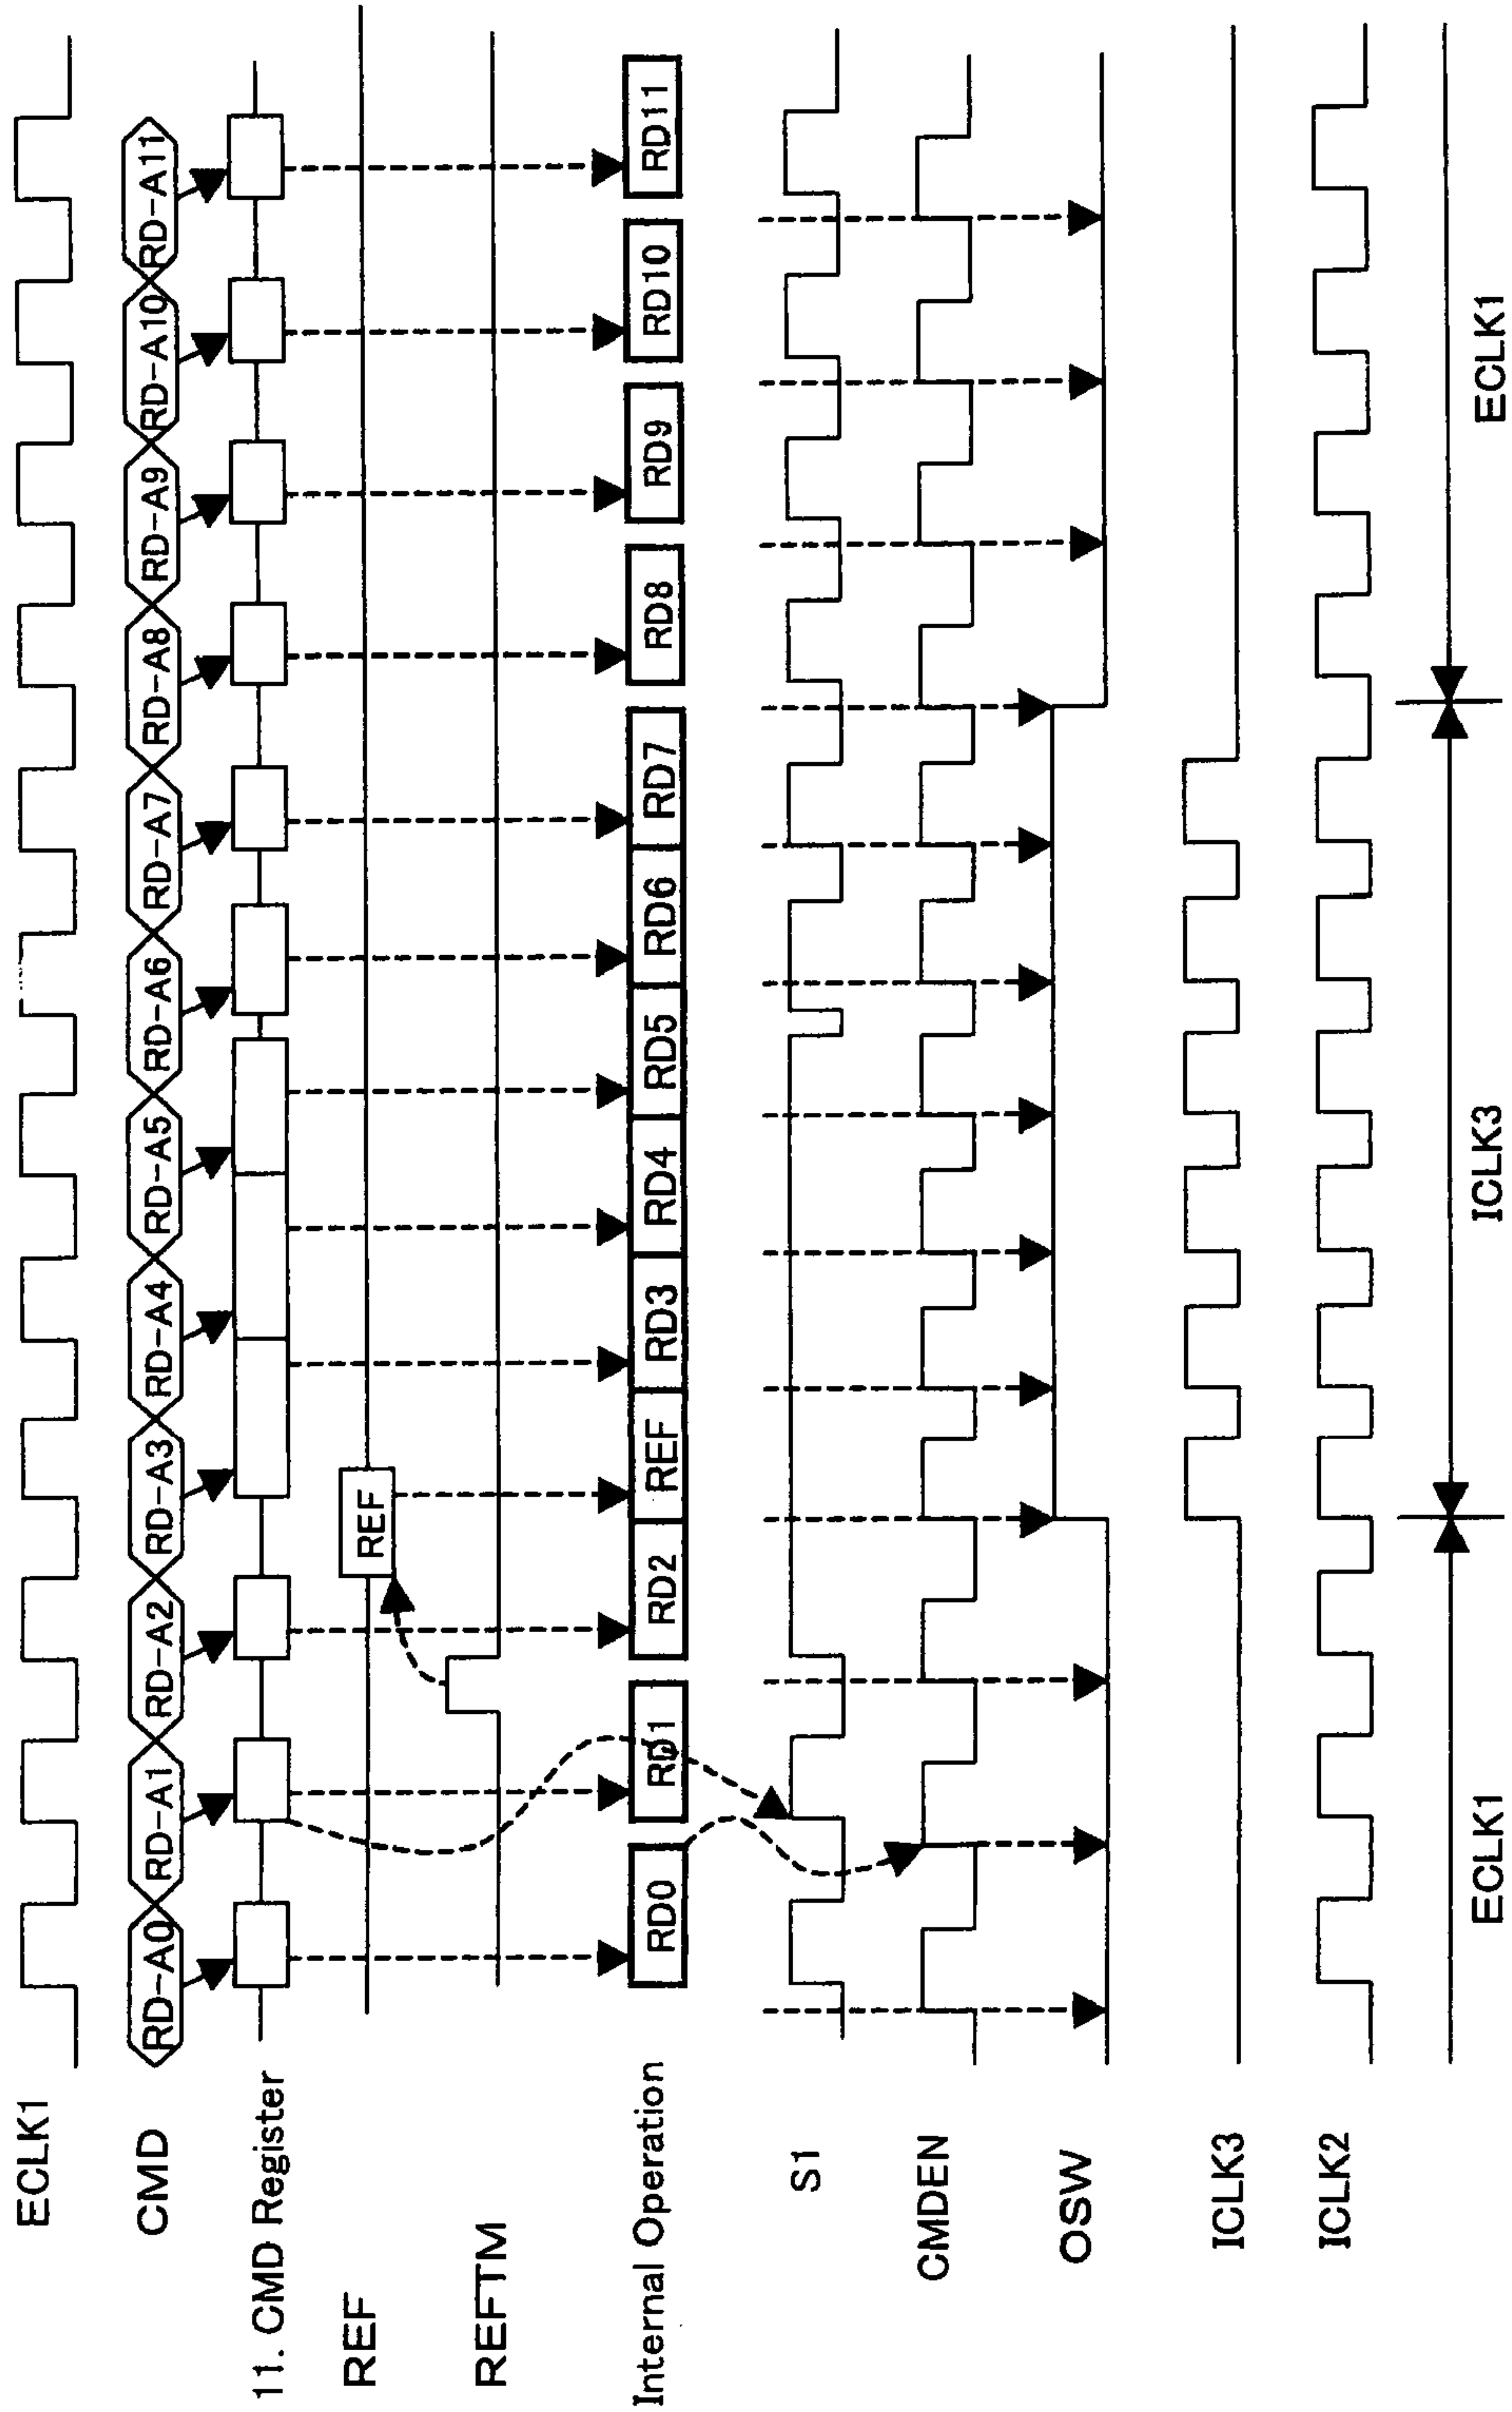 ECLK1
CMD
RD-A0 RD-A1 RD-A2 RD-A3 RD-A4 RD-A5 RD-A6 RD-A7 RD-A8 RD-A9 RD-A10 RD-A11
11. CMD Register
REF
REF
REFTM
Internal Operation
RD0 RD1 RD2 REF RD3 RD4 RD5 RD6 RD7 RD8 RD9 RD10 RD11
S1
CMDEN
OSW
ICLK3
ICLK2
ECLK1 ICLK3 ECLK1